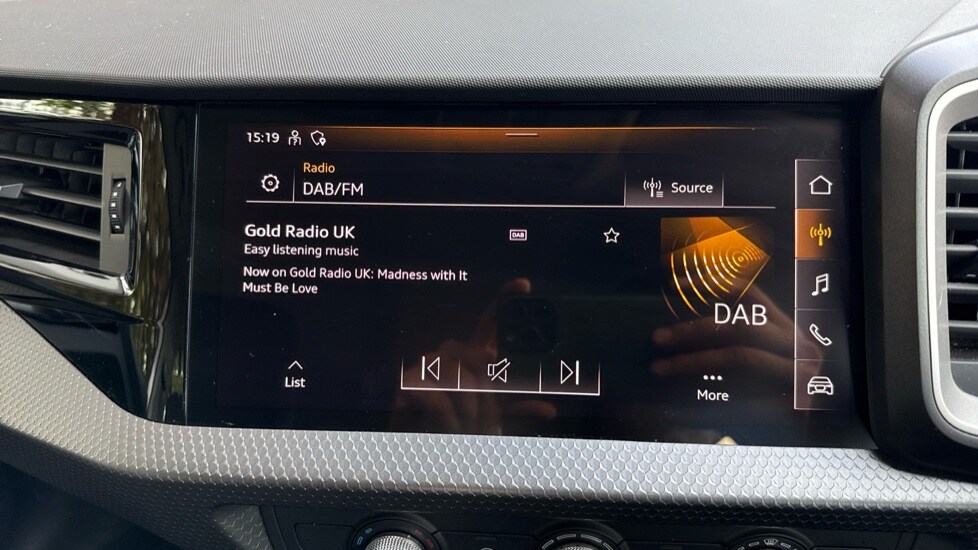 15:19
Radio
DAB/FM
Source
Gold Radio UK
DAB
Easy listening music
Now on Gold Radio UK: Madness with It
Must Be Love
DAB
List
More